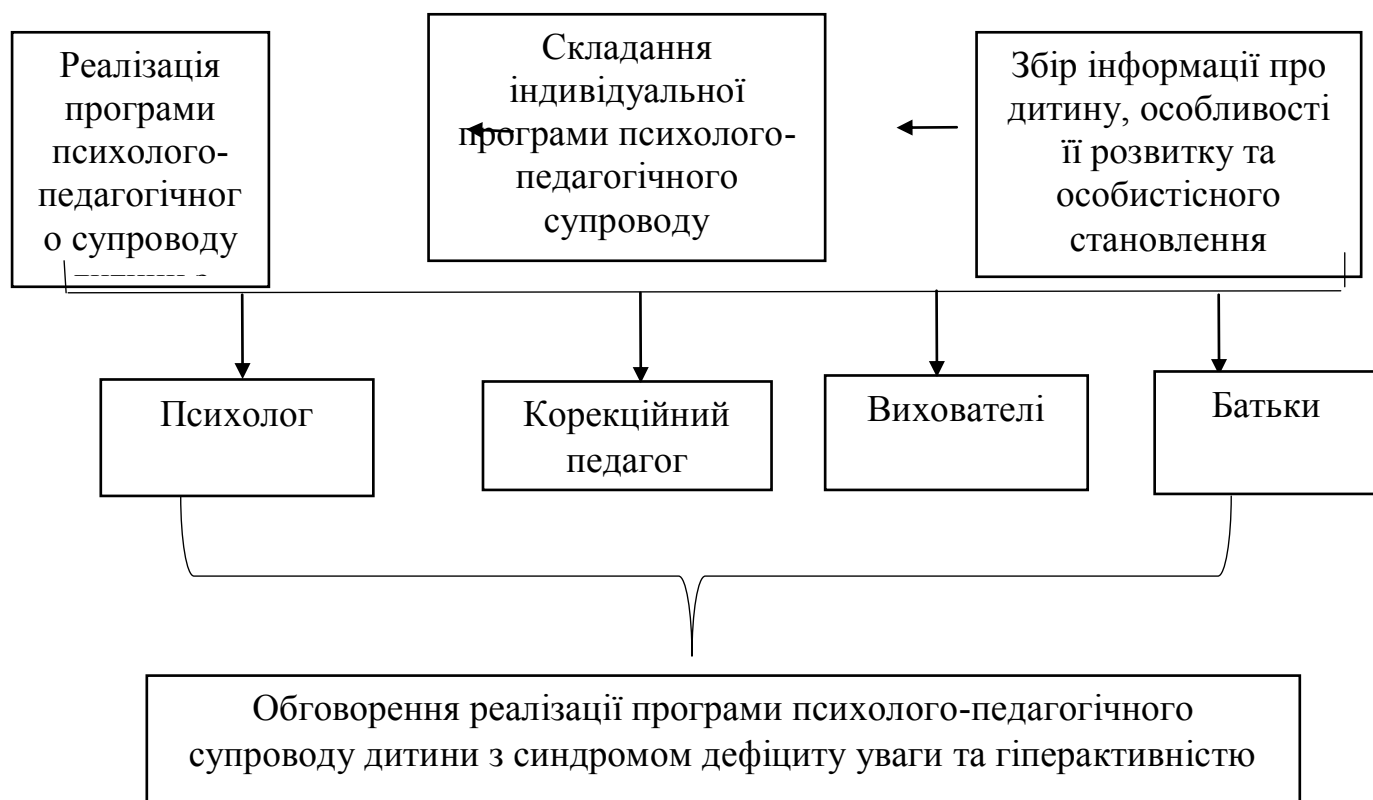 Реалізація
програми
психолого-
педагогічног
о супроводу
Складання
індивідуальної
програми психолого-
педагогічного
супроводу
Збір інформації про
дитину, особливості
її розвитку та
особистісного
становлення
Психолог
Корекційний
педагог
Вихователі
Батьки
Обговорення реалізації програми психолого-педагогічного
супроводу дитини з синдромом дефіциту уваги та гіперактивністю